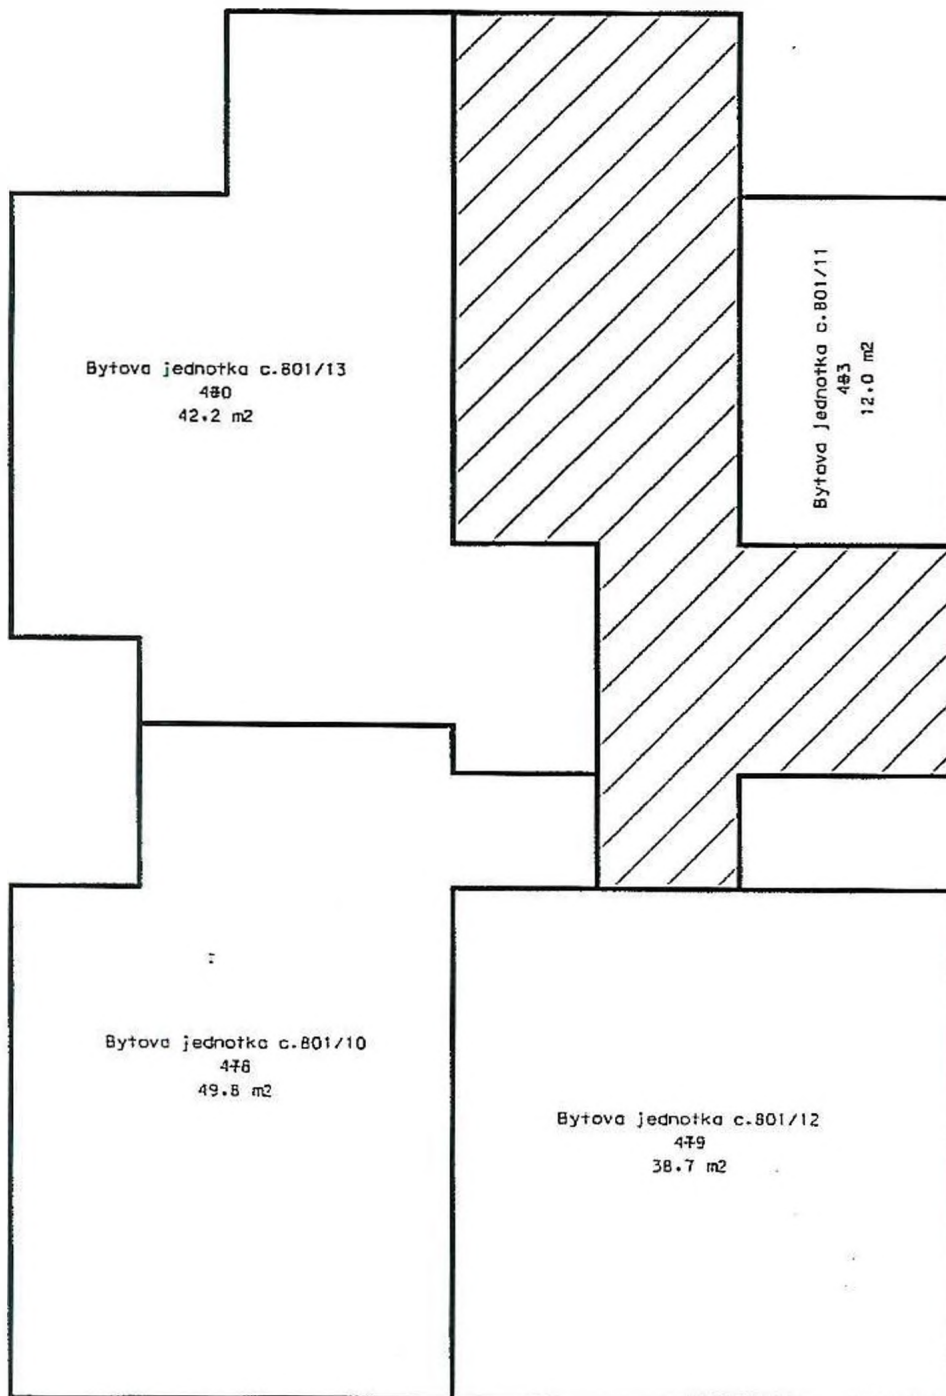 Bytova jednotka c.801/13
480
42.2 m2
Bytova jednotka c.801/11
483
12.0 m2
Bytova jednotka c.801/10
478
49.8 m2
Bytova jednotka c.801/12
479
38.7 m2